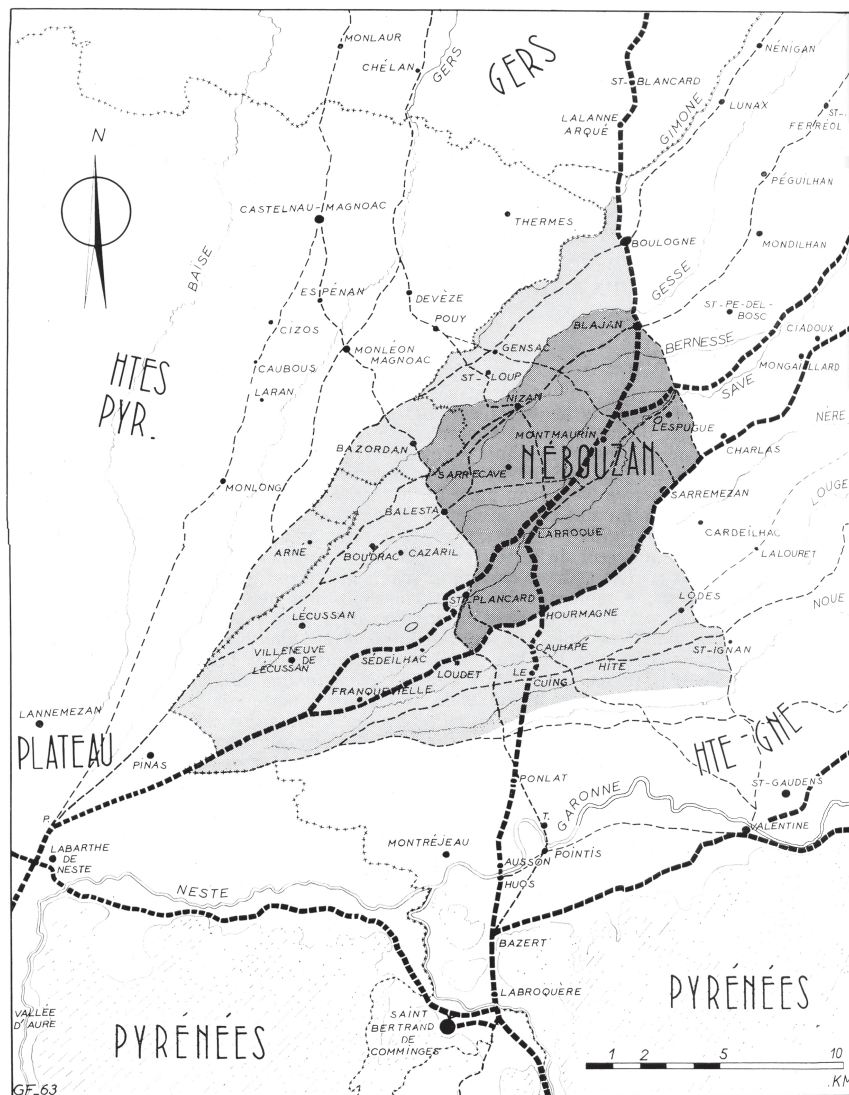 MONLAUR
CHÉLAN
GERS
GERS
ST-BLANCARD
NÉNIGAN
LALANNE
ARQUÉ
GIMONE
LUNAX
ST-
FERRÉOL
N
PÉGUILHAN
CASTELNAU-MAGNOAC
THERMES
BOULOGNE
MONDILHAN
BAÏSE
GESSE
ESPÉNAN
DEVÈZE
POUY
ST-PE-DEL-
BOSC
CIZOS
BLAJAN
CIADOUX
BERNESSE
HTES
PYR.
MONLÉON
MAGNOAC
GENSAC
MONGAILLARD
CAUBOUS
ST-LOUP
SAVE
LARAN
NIZAN
LESPUGUE
NÈRE
BAZORDAN
MONTMAURIN
CHARLAS
NÉBOUZAN
SARRECAVE
MONLONG
SARREMEZAN
LOUGE
BALESTA
LARROQUE
CARDEILHAC
ARNÉ
BOUDRAC
CAZARIL
LALOURET
ST-PLANCARD
NOUE
LÉCUSSAN
HOURMAGNE
LODES
VILLENEUVE
DE
LÉCUSSAN
SÉDEILHAC
CAUHAPÉ
ST-IGNAN
LOUDET
LE
CUING
HITE
FRANQUEVIELLE
LANNEMEZAN
PLATEAU
PINAS
HTE-GNE
PONLAT
ST-GAUDENS
P.
T.
GARONNE
VALENTINE
LABARTHE
DE
NESTE
MONTRÉJEAU
POINTIS
AUSSON
HUOS
NESTE
BAZERT
LABROQUÈRE
PYRÉNÉES
VALLÉE
D'AURE
PYRÉNÉES
SAINT
BERTRAND
DE
COMMINGES
1 2 5 10
KM
GF_63